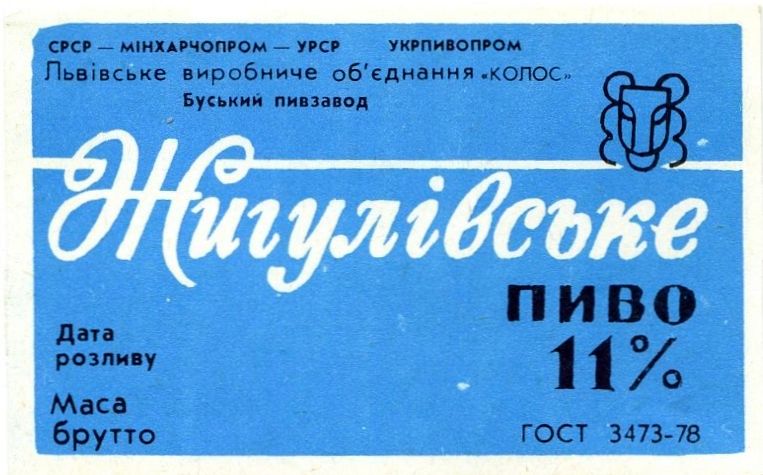 СРСР — МІНХАРЧОПРОМ — УРСР УКРПИВОПРОМ
Львівське виробниче об'єднання «КОЛОС»
Буський пивзавод
Жигулівське
ПИВО
11%
Дата
розливу
Маса
брутто
ГОСТ 3473-78